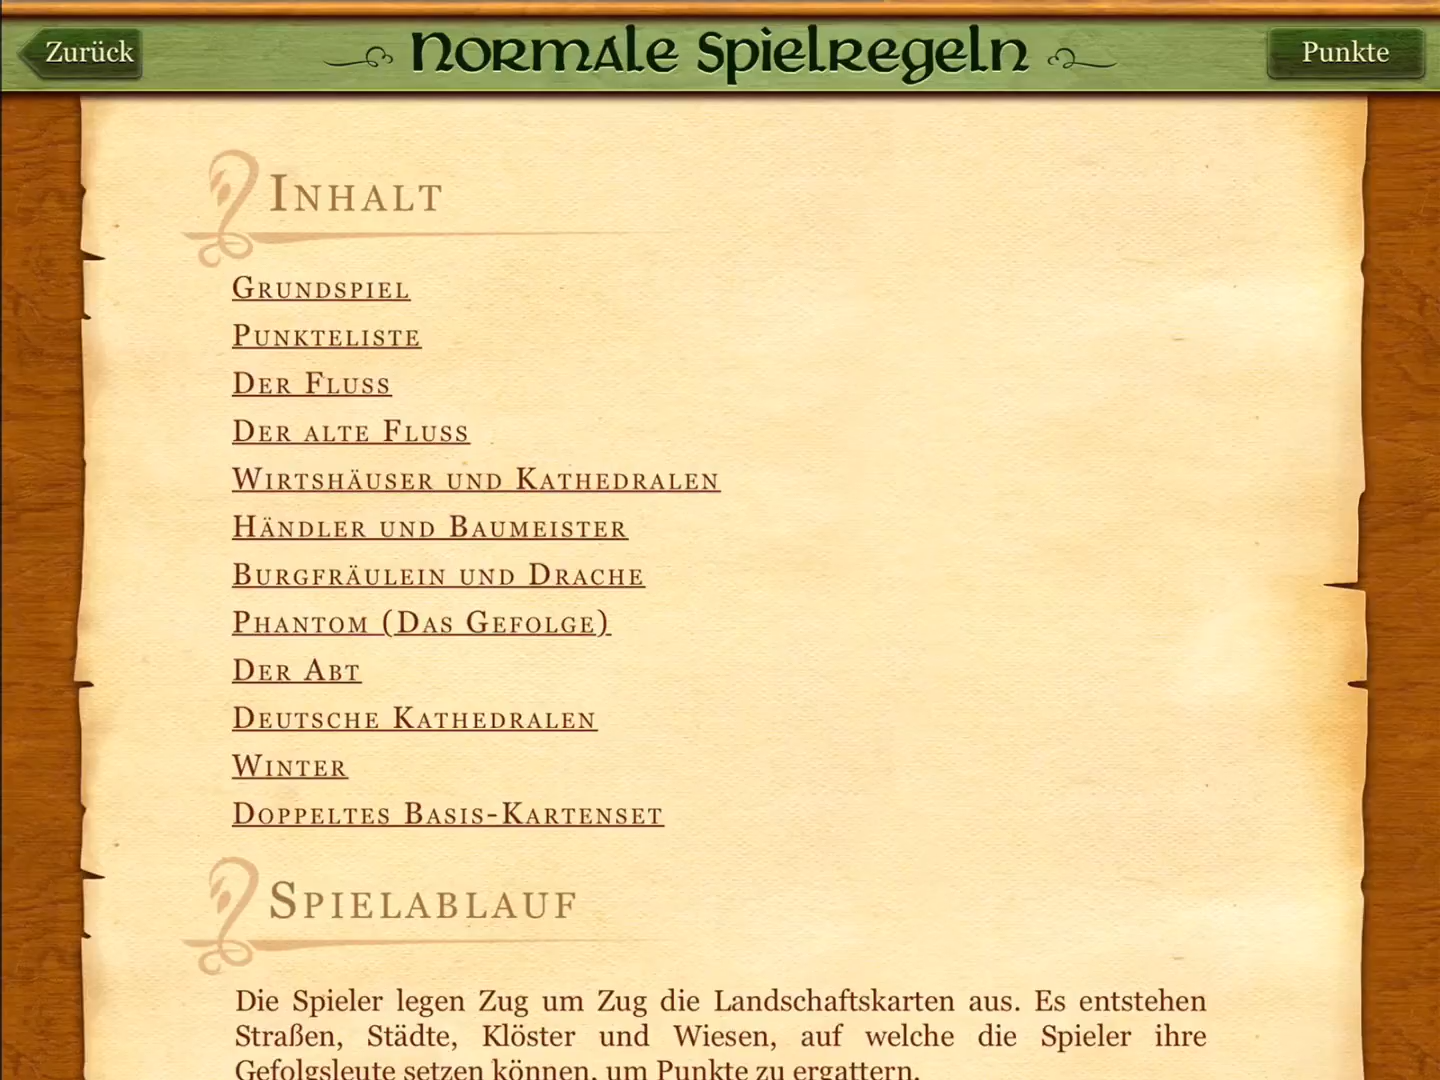 Zurück
Normale Spielregeln
Punkte
Inhalt
Grundspiel
Punkteliste
Der Fluss
Der alte Fluss
Wirtshäuser und Kathedralen
Händler und Baumeister
Burgfräulein und Drache
Phantom (Das Gefolge)
Der Abt
Deutsche Kathedralen
Winter
Doppeltes Basis-Kartenset
Spielablauf
Die Spieler legen Zug um Zug die Landschaftskarten aus. Es entstehen
Straßen, Städte, Klöster und Wiesen, auf welche die Spieler ihre
Gefolgsleute setzen können, um Punkte zu ergattern.